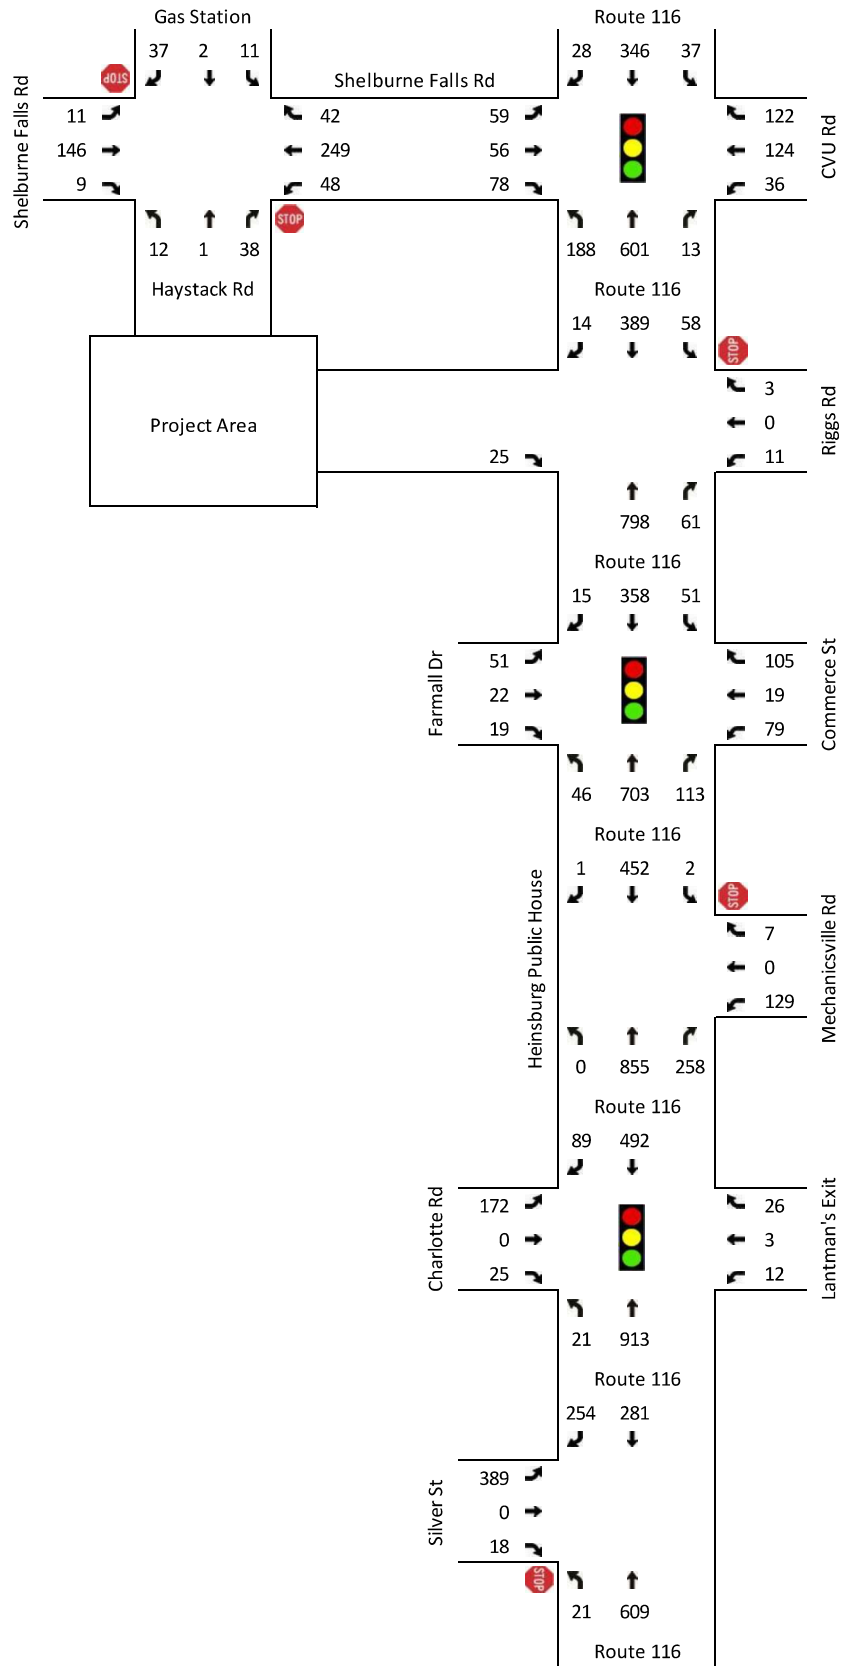 Gas Station
Route 116
37 2 11
28 346 37
STOP
Shelburne Falls Rd
Shelburne Falls Rd
11
42
59
122
146
249
56
124
9
48
78
36
CVU Rd
STOP
12 1 38
188 601 13
Haystack Rd
Route 116
14 389 58
STOP
Project Area
3
0
25
11
Riggs Rd
798 61
Route 116
15 358 51
Farmall Dr
51
105
22
19
19
79
Commerce St
46 703 113
Route 116
1 452 2
STOP
Heinsburg Public House
7
0
129
Mechanicsville Rd
0 855 258
Route 116
89 492
Charlotte Rd
172
26
0
3
25
12
Lantman's Exit
21 913
Route 116
254 281
Silver St
389
0
18
STOP
21 609
Route 116